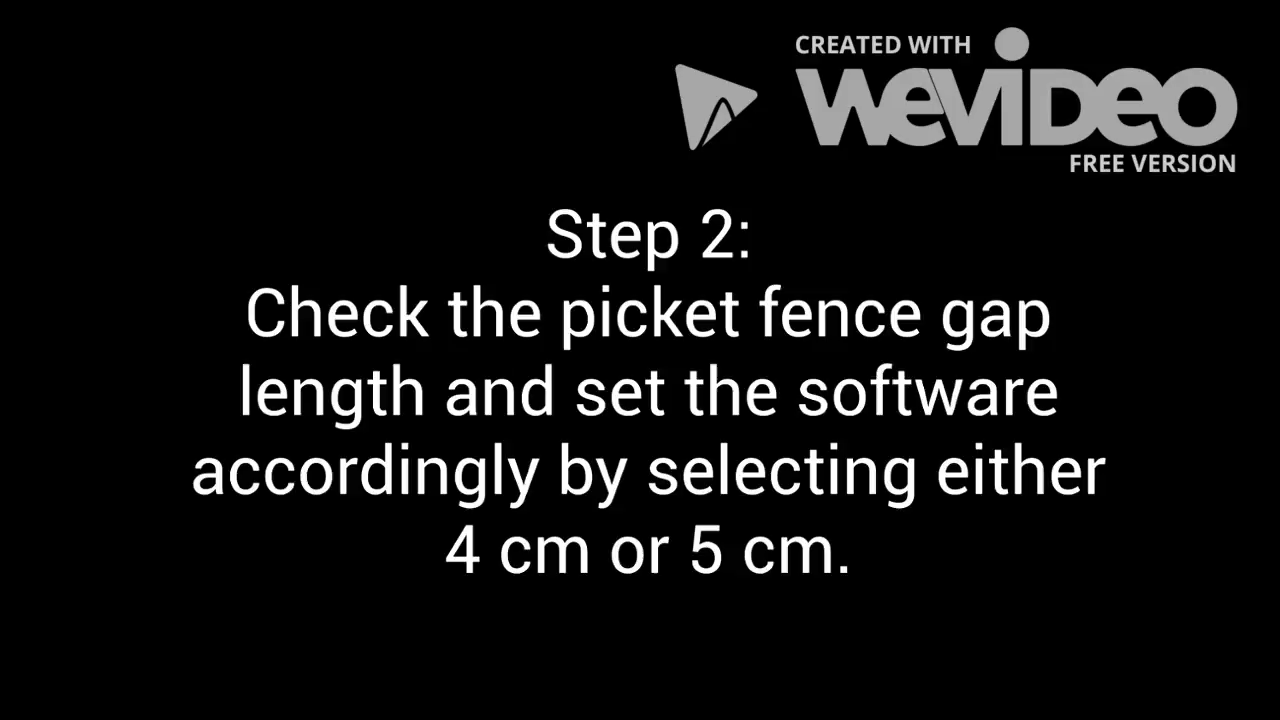 CREATED WITH
WEVIDEO
FREE VERSION
Step 2:
Check the picket fence gap
length and set the software
accordingly by selecting either
4 cm or 5 cm.